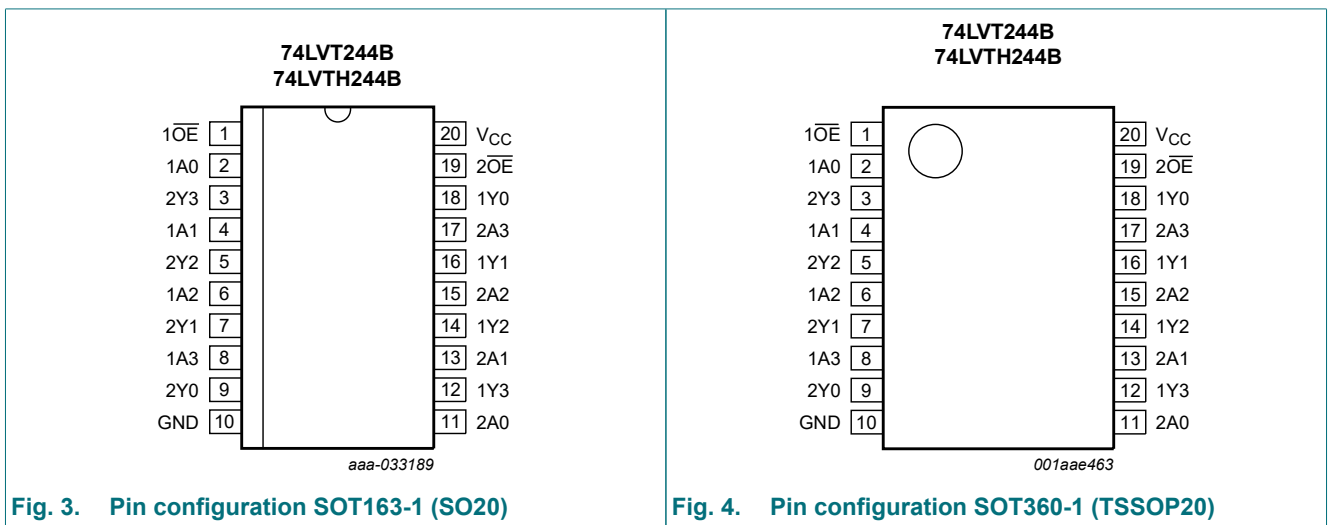 74LVT244B
74LVTH244B
1O̅E̅ 1 20 VCC
1A0 2 19 2O̅E̅
2Y3 3 18 1Y0
1A1 4 17 2A3
2Y2 5 16 1Y1
1A2 6 15 2A2
2Y1 7 14 1Y2
1A3 8 13 2A1
2Y0 9 12 1Y3
GND 10 11 2A0
aaa-033189
Fig. 3. Pin configuration SOT163-1 (SO20)
74LVT244B
74LVTH244B
1O̅E̅ 1 20 VCC
1A0 2 19 2O̅E̅
2Y3 3 18 1Y0
1A1 4 17 2A3
2Y2 5 16 1Y1
1A2 6 15 2A2
2Y1 7 14 1Y2
1A3 8 13 2A1
2Y0 9 12 1Y3
GND 10 11 2A0
001aae463
Fig. 4. Pin configuration SOT360-1 (TSSOP20)